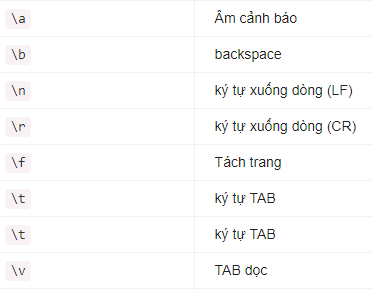 \a Âm cảnh báo
\b backspace
\n ký tự xuống dòng (LF)
\r ký tự xuống dòng (CR)
\f Tách trang
\t ký tự TAB
\t ký tự TAB
\v TAB dọc